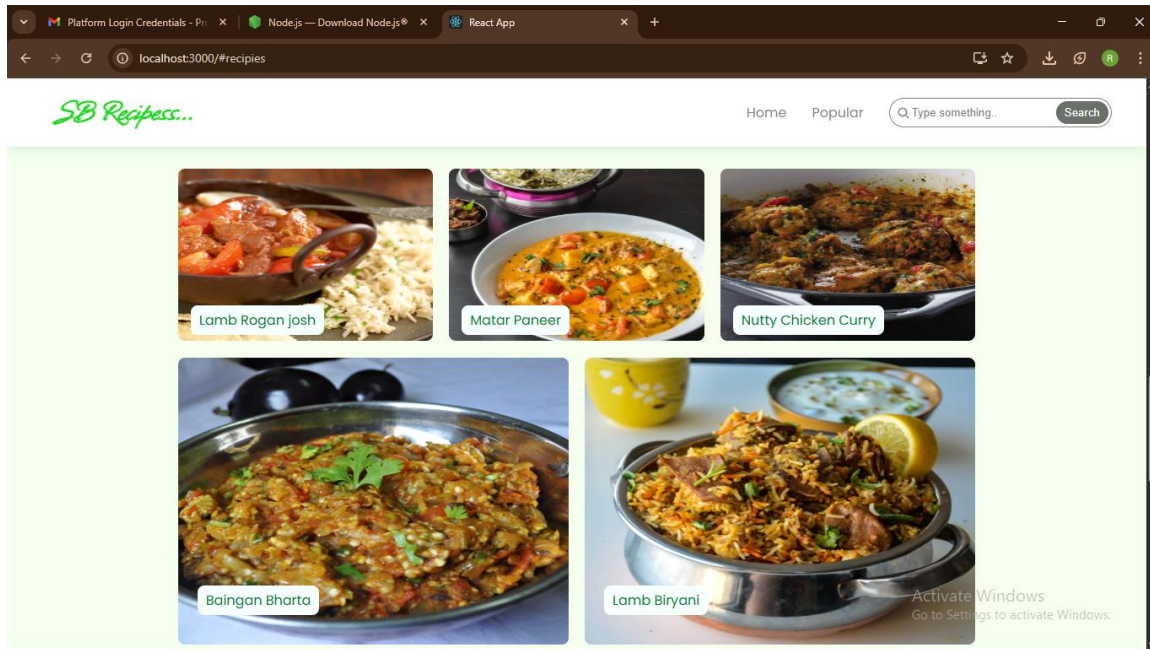 Platform Login Credentials - Pr
Node.js — Download Node.js®
React App
localhost:3000/#recipies
R
SB Recipess...
Home
Popular
Type something..
Search
Lamb Rogan josh
Matar Paneer
Nutty Chicken Curry
Baingan Bharta
Lamb Biryani
Activate Windows
Go to Settings to activate Windows.